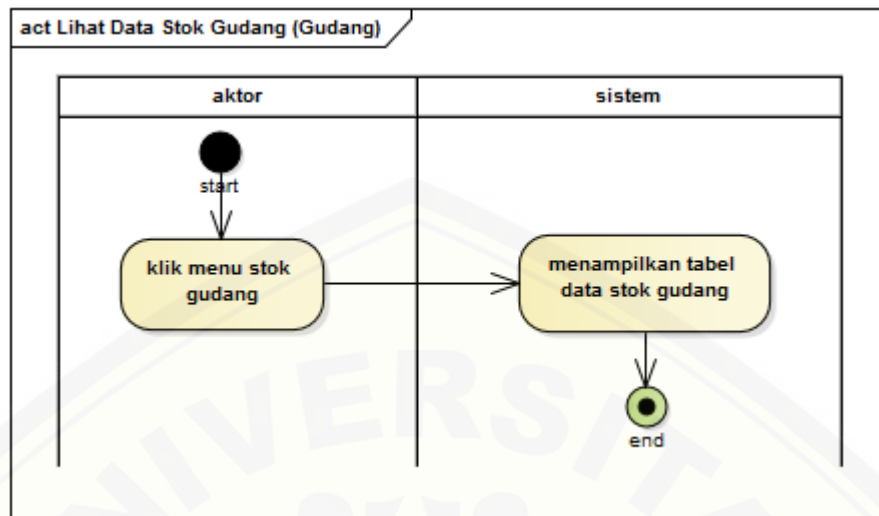 act Lihat Data Stok Gudang (Gudang)
aktor
sistem
start
klik menu stok
gudang
menampilkan tabel
data stok gudang
end
NIVERSITA